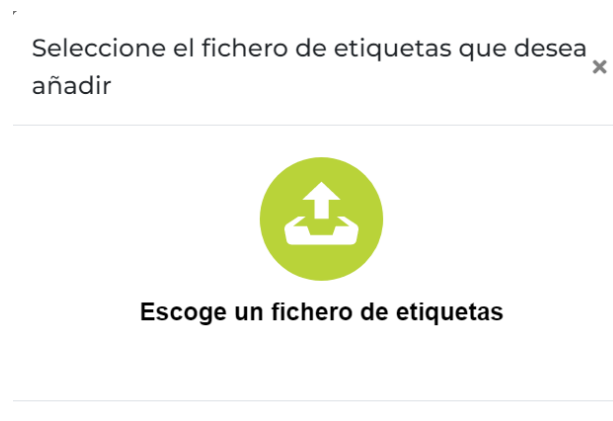 Seleccione el fichero de etiquetas que desea
añadir
×
Escoge un fichero de etiquetas